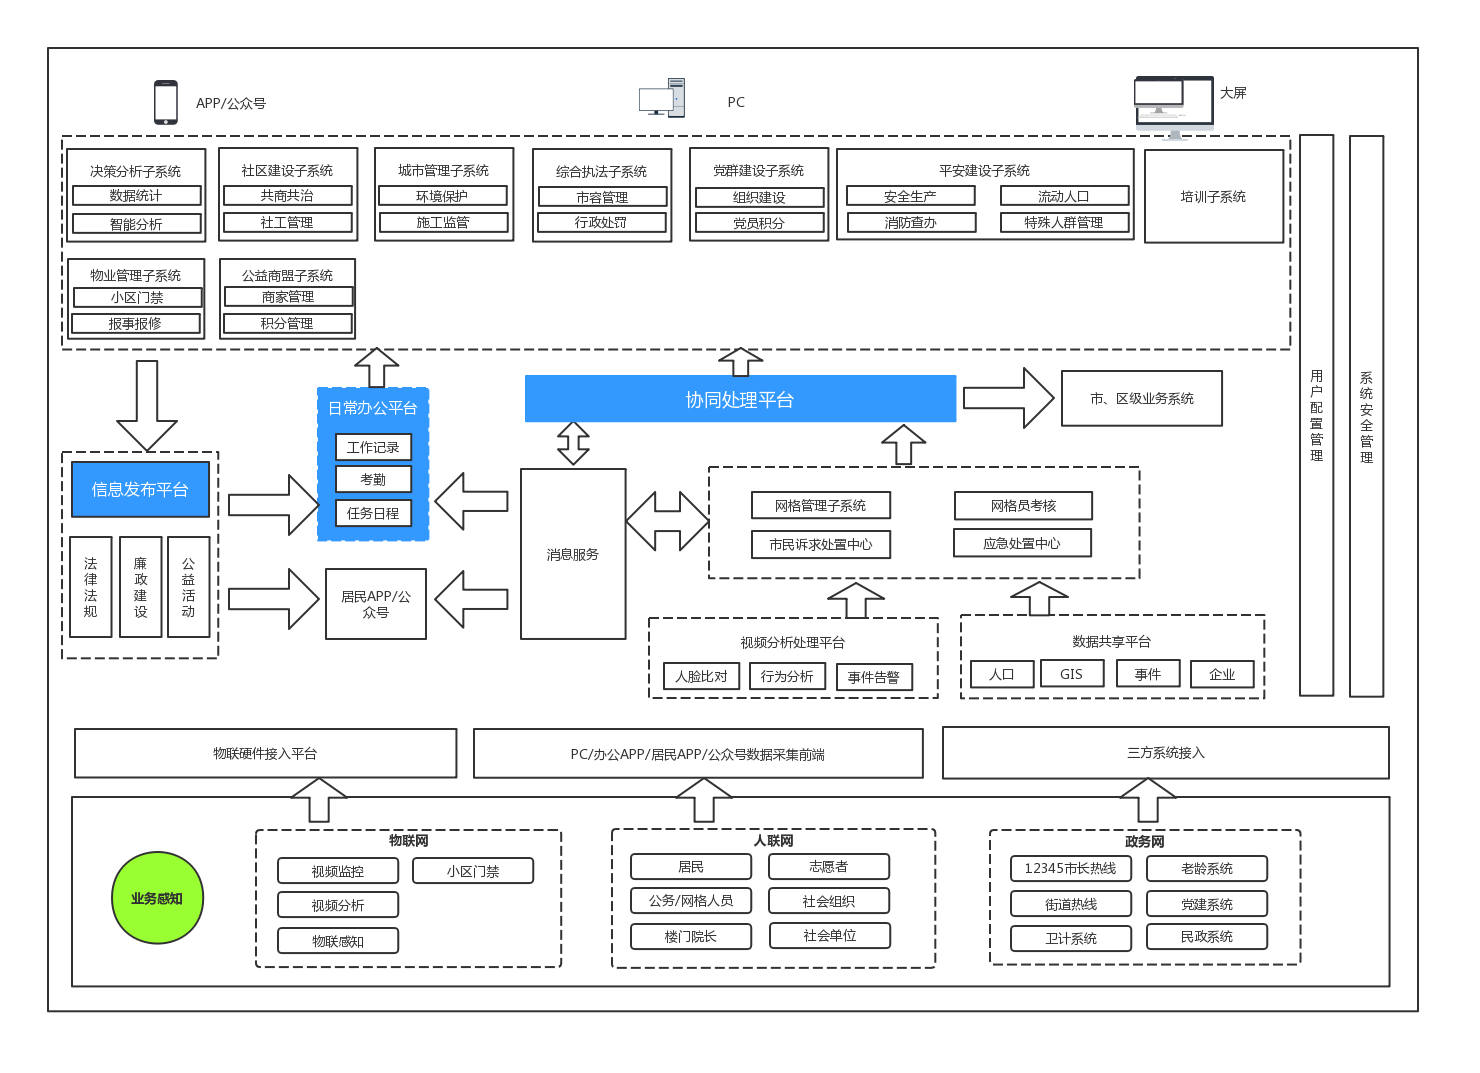 APP/公众号
PC
大屏
决策分析子系统
数据统计
智能分析
社区建设子系统
共商共治
社工管理
城市管理子系统
环境保护
施工监管
综合执法子系统
市容管理
行政处罚
党群建设子系统
组织建设
党员积分
平安建设子系统
安全生产
流动人口
消防查办
特殊人群管理
培训子系统
物业管理子系统
小区门禁
报事报修
公益商盟子系统
商家管理
积分管理
用户配置管理
系统安全管理
日常办公平台
工作记录
考勤
任务日程
协同处理平台
市、区级业务系统
信息发布平台
法律法规
廉政建设
公益活动
居民APP/公
众号
消息服务
网格管理子系统
网格员考核
市民诉求处置中心
应急处置中心
视频分析处理平台
人脸比对
行为分析
事件告警
数据共享平台
人口
GIS
事件
企业
物联硬件接入平台
PC/办公APP/居民APP/公众号数据采集前端
三方系统接入
业务感知
物联网
视频监控
小区门禁
视频分析
物联感知
人联网
居民
志愿者
公务/网格人员
社会组织
楼门院长
社会单位
政务网
12345市长热线
老龄系统
街道热线
党建系统
卫计系统
民政系统